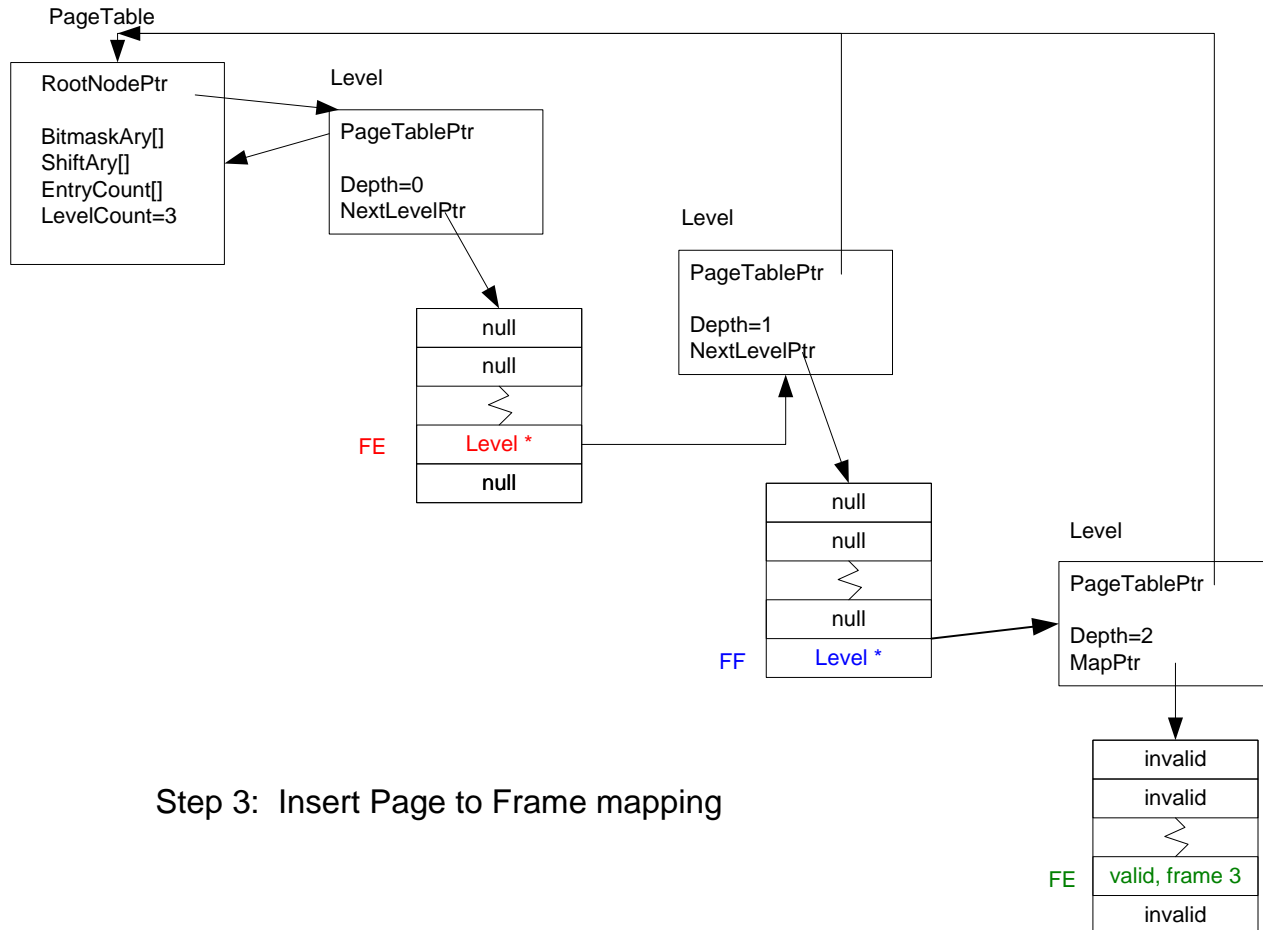 PageTable
RootNodePtr
BitmaskAry[]
ShiftAry[]
EntryCount[]
LevelCount=3
Level
PageTablePtr
Depth=0
NextLevelPtr
null
null
FE
Level *
null
Level
PageTablePtr
Depth=1
NextLevelPtr
null
null
null
FF
Level *
Level
PageTablePtr
Depth=2
MapPtr
invalid
invalid
FE
valid, frame 3
invalid
Step 3: Insert Page to Frame mapping